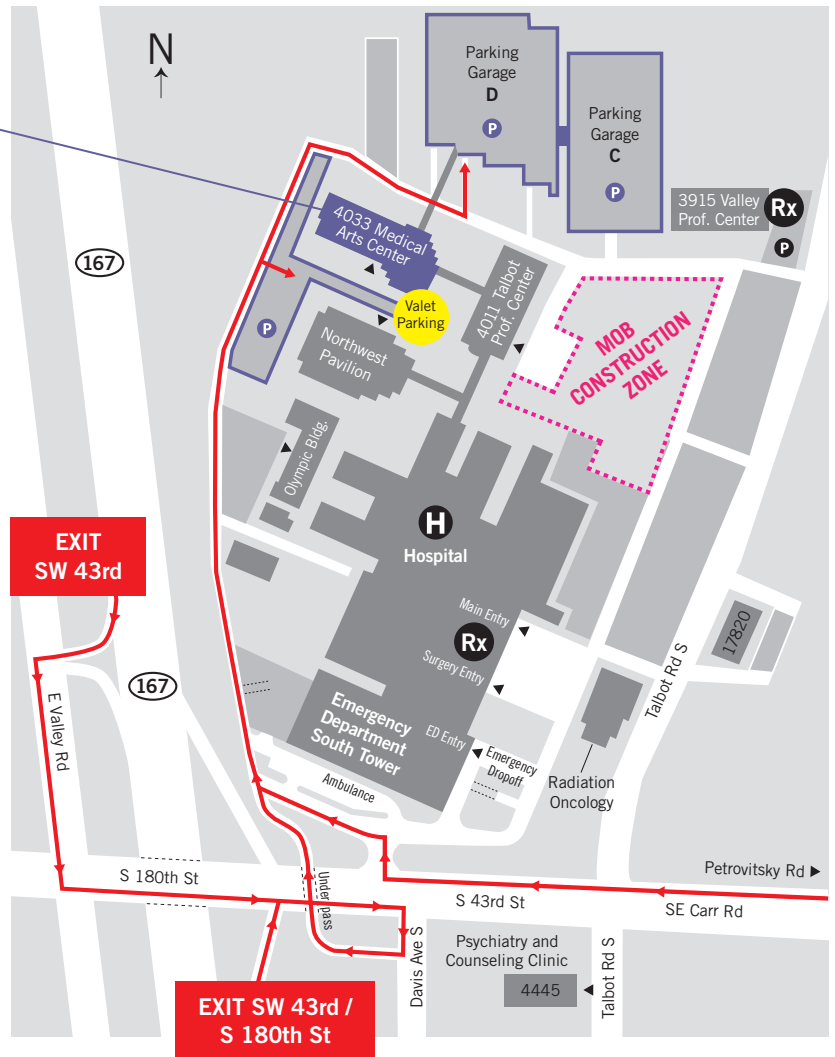 N
Parking
Garage
D
P
Parking
Garage
C
P
3915 Valley
Prof. Center
Rx
P
4033 Medical
Arts Center
167
Valet
Parking
4011 Talbot
Prof. Center
MOB
CONSTRUCTION
ZONE
P
Northwest
Pavilion
Olympic Bldg.
H
Hospital
EXIT
SW 43rd
Main Entry
Rx
17820
Surgery Entry
167
E Valley Rd
Talbot Rd S
Emergency
Department
South Tower
ED Entry
Emergency
Dropoff
Ambulance
Radiation
Oncology
Petrovitsky Rd
S 180th St
Underpass
S 43rd St
SE Carr Rd
Davis Ave S
Psychiatry and
Counseling Clinic
4445
Talbot Rd S
EXIT SW 43rd /
S 180th St